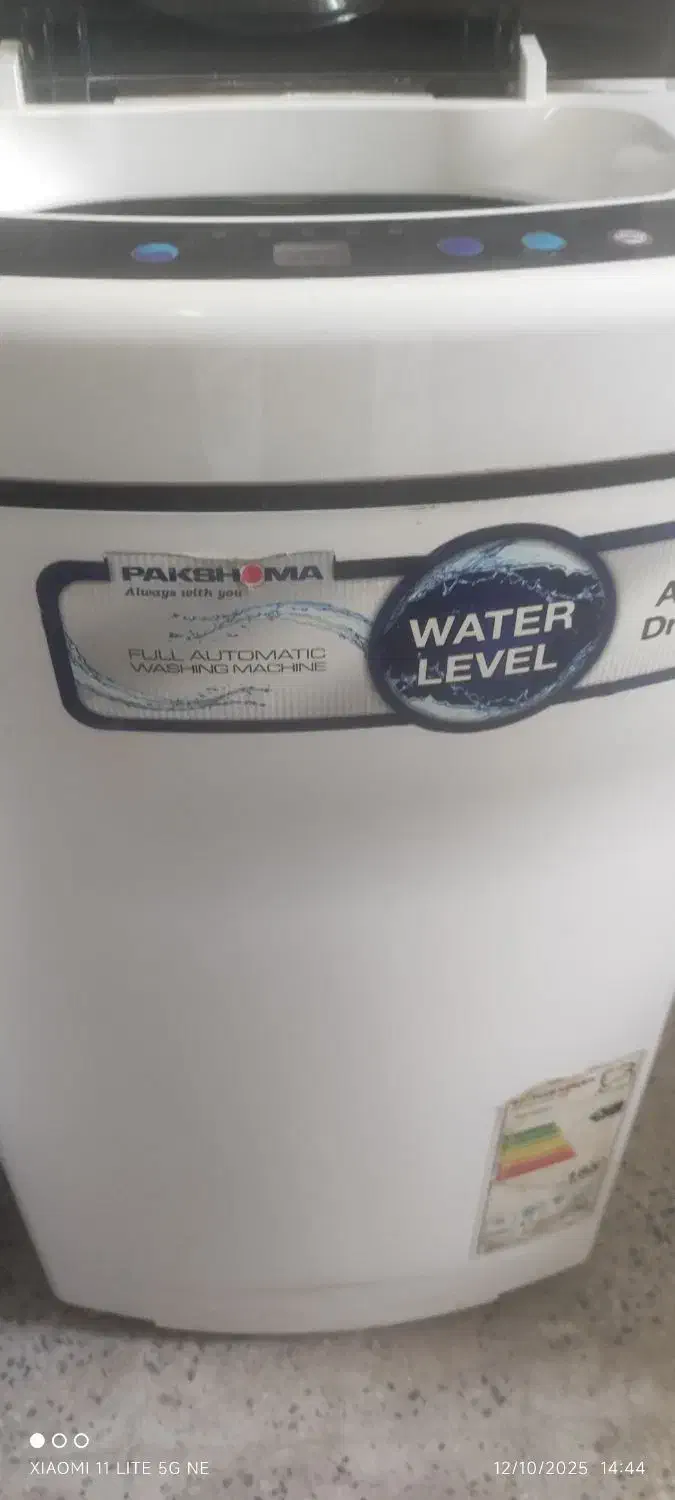 PAKSHOMA
Always with you
FULL AUTOMATIC
WASHING MACHINE
WATER
LEVEL
A
Dr
XIAOMI 11 LITE 5G NE
12/10/2025 14:44